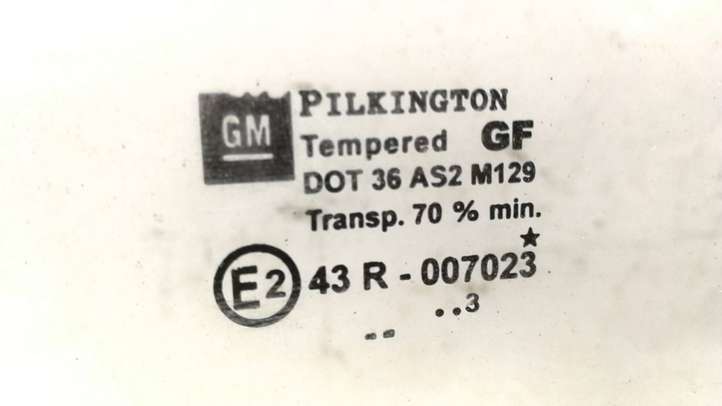 GM PILKINGTON
Tempered GF
DOT 36 AS2 M129
Transp. 70 % min.
E2 43 R - 007023
..3
--